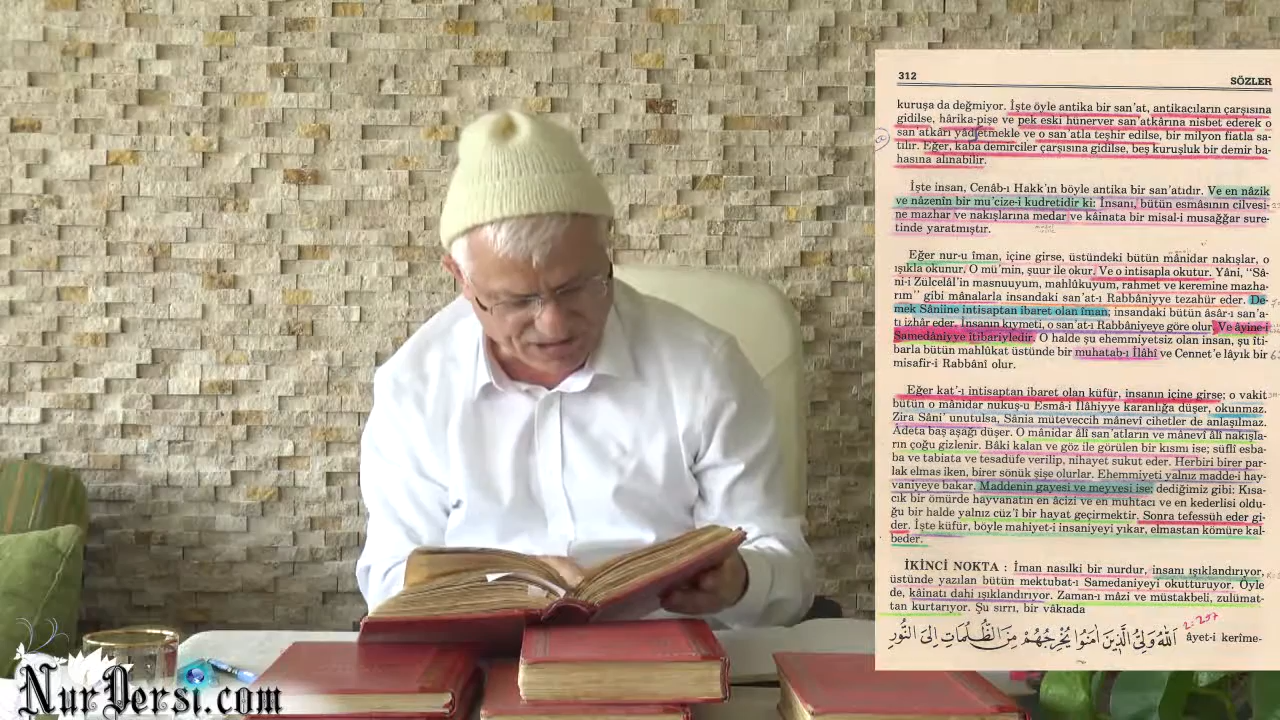 312
SÖZLER
kuruşa da değmiyor. İşte öyle antika bir san'at, antikacıların çarşısına
gidilse, hârika-pişe ve pek eski hünerver san'atkârına nisbet ederek o
san'atkârı yâdetmekle ve o san'atla teşhir edilse, bir milyon fiatla sa-
tılır. Eğer, kaba demirciler çarşısına gidilse, beş kuruşluk bir demir ba-
hasına alınabilir.
İşte insan, Cenâb-ı Hakk'ın böyle antika bir san'atıdır. Ve en nâzik
ve nâzenîn bir mu'cize-i kudretidir ki: İnsanı, bütün esmâsının cilvesi-
ne mazhar ve nakışlarına medar ve kâinata bir misal-i musağğar sure-
tinde yaratmıştır.
Eğer nur-u îman, içine girse, üstündeki bütün mânidar nakışlar, o
ışıkla okunur. O mü'min, şuur ile okur. Ve o intisapla okutur. Yâni, "Sâ-
ni-i Zülcelâl'in masnuuyum, mahlûkuyum, rahmet ve keremine mazha-
rım" gibi mânalarla insandaki san'at-ı Rabbâniyye tezahür eder. De-
mek Sâniine intisaptan ibaret olan îman; insandaki bütün âsâr-ı san'a-
tı izhâr eder. İnsanın kıymeti, o san'at-ı Rabbâniyeve göre olur. Ve âyine-i
Samedâniyye itibariyledir. O halde şu ehemmiyetsiz olan insan, şu iti-
barla bütün mahlûkat üstünde bir muhatab-ı İlâhî ve Cennet'e lâyık bir
misafir-i Rabbânî olur.
Eğer kat'-ı intisaptan ibaret olan küfür, insanın içine girse; o vakit
bütün o mânidar nukuş-u Esmâ-i İlâhiyye karanlığa düşer, okunmaz.
Zira Sâni' unutulsa, Sânia müteveccih mânevî cihetler de anlaşılmaz.
Âdeta baş aşağı düşer. O mânidar âlî san'atların ve mânevî âlî nakışla-
rın çoğu gizlenir. Bâki kalan ve göz ile görülen bir kısmı ise; süflî esba-
ba ve tabiata ve tesadüfe verilip, nihayet sukut eder. Herbiri birer par-
lak elmas iken, birer sönük şişe olurlar. Ehemmiyeti yalnız madde-i hay-
vaniyeye bakar. Maddenin gayesi ve meyvesi ise; dediğimiz gibi: Kısa-
cık bir ömürde hayvanatın en âcizi ve en muhtacı ve en kederlisi oldu-
ğu bir halde yalnız cüz'î bir hayat geçirmektir. Sonra tefessüh eder gi-
der. İşte küfür, böyle mahiyet-i insaniyeyi yıkar, elmastan kömüre kal-
beder.
İKİNCİ NOKTA : İman nasılki bir nurdur, insanı ışıklandırıyor,
üstünde yazılan bütün mektubat-ı Samedaniyeyi okutturuyor. Öyle
de, kâinatı dahi ışıklandırıyor. Zaman-ı mâzi ve müstakbeli, zulümat-
tan kurtarıyor. Şu sırrı, bir vâkıada
2:257
اَللّٰهُ وَلِىُّ الَّذِينَ اٰمَنُوا يُخْرِجُهُمْ مِنَ الظُّلُمَاتِ اِلَى النُّورِ âyet-i kerîme-
NurDersi.com